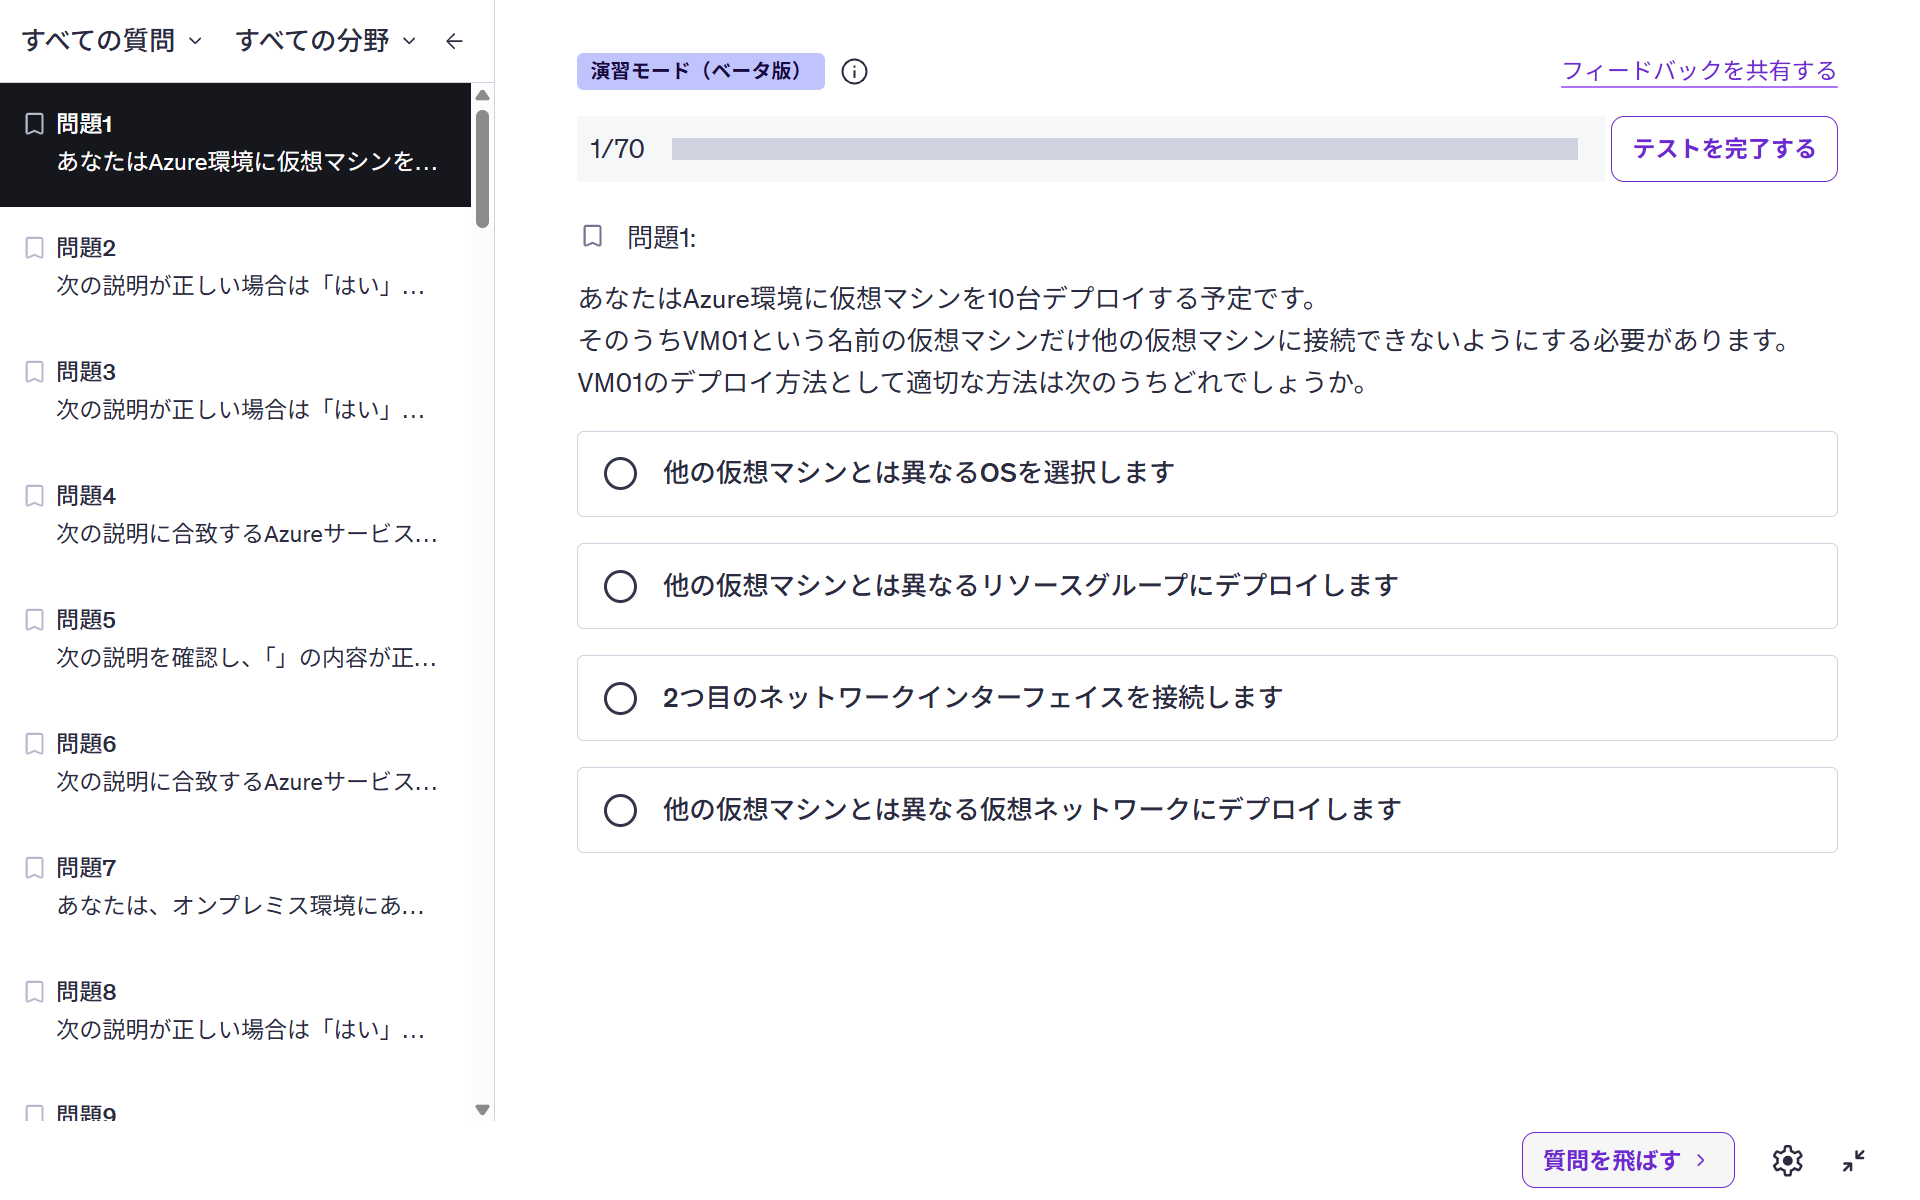 すべての質問
すべての分野
問題1
あなたはAzure環境に仮想マシンを...
問題2
次の説明が正しい場合は「はい」...
問題3
次の説明が正しい場合は「はい」...
問題4
次の説明に合致するAzureサービス...
問題5
次の説明を確認し、「」の内容が正...
問題6
次の説明に合致するAzureサービス...
問題7
あなたは、オンプレミス環境にあ...
問題8
次の説明が正しい場合は「はい」...
問題9
演習モード（ベータ版）
フィードバックを共有する
1/70
テストを完了する
問題1:
あなたはAzure環境に仮想マシンを10台デプロイする予定です。
そのうちVM01という名前の仮想マシンだけ他の仮想マシンに接続できないようにする必要があります。
VM01のデプロイ方法として適切な方法は次のうちどれでしょうか。
他の仮想マシンとは異なるOSを選択します
他の仮想マシンとは異なるリソースグループにデプロイします
2つ目のネットワークインターフェイスを接続します
他の仮想マシンとは異なる仮想ネットワークにデプロイします
質問を飛ばす